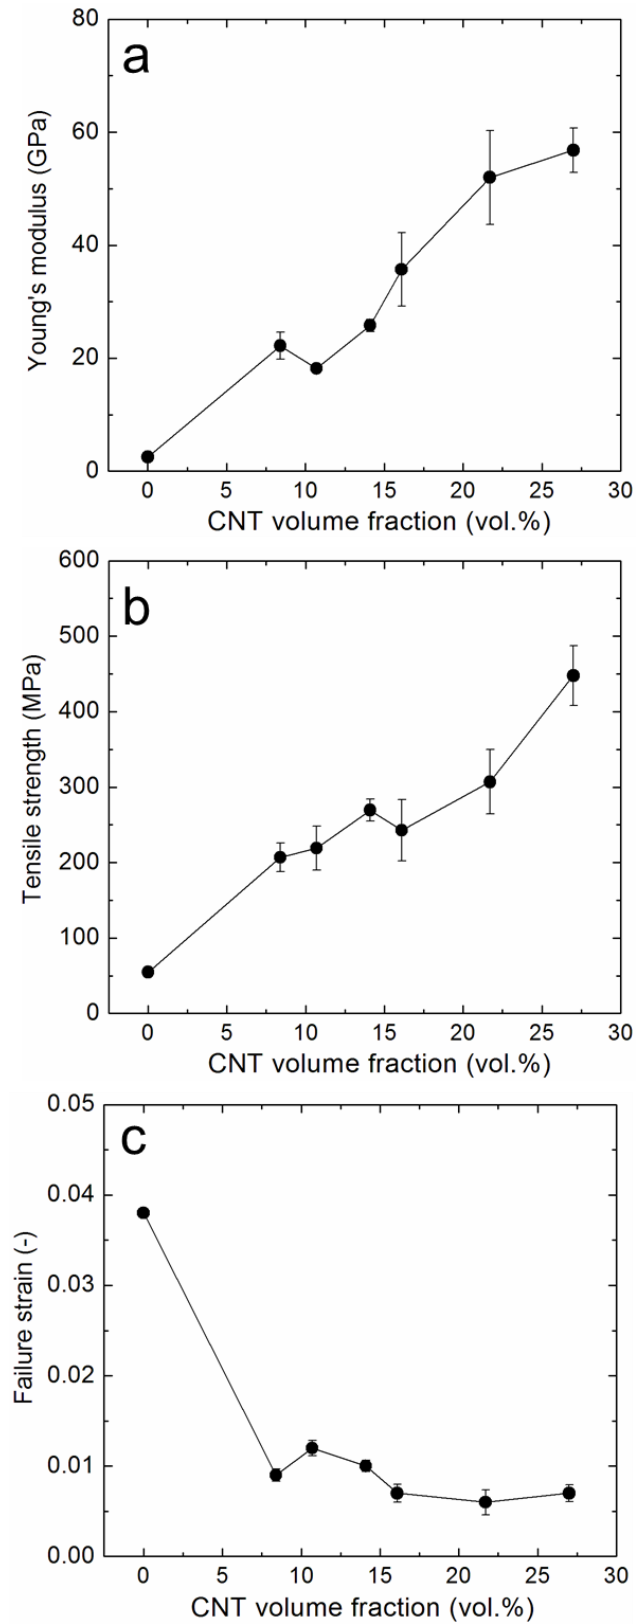 a
80
60
40
20
0
Young's modulus (GPa)
0 5 10 15 20 25 30
CNT volume fraction (vol.%)
b
600
500
400
300
200
100
0
Tensile strength (MPa)
0 5 10 15 20 25 30
CNT volume fraction (vol.%)
c
0.05
0.04
0.03
0.02
0.01
0.00
Failure strain (-)
0 5 10 15 20 25 30
CNT volume fraction (vol.%)